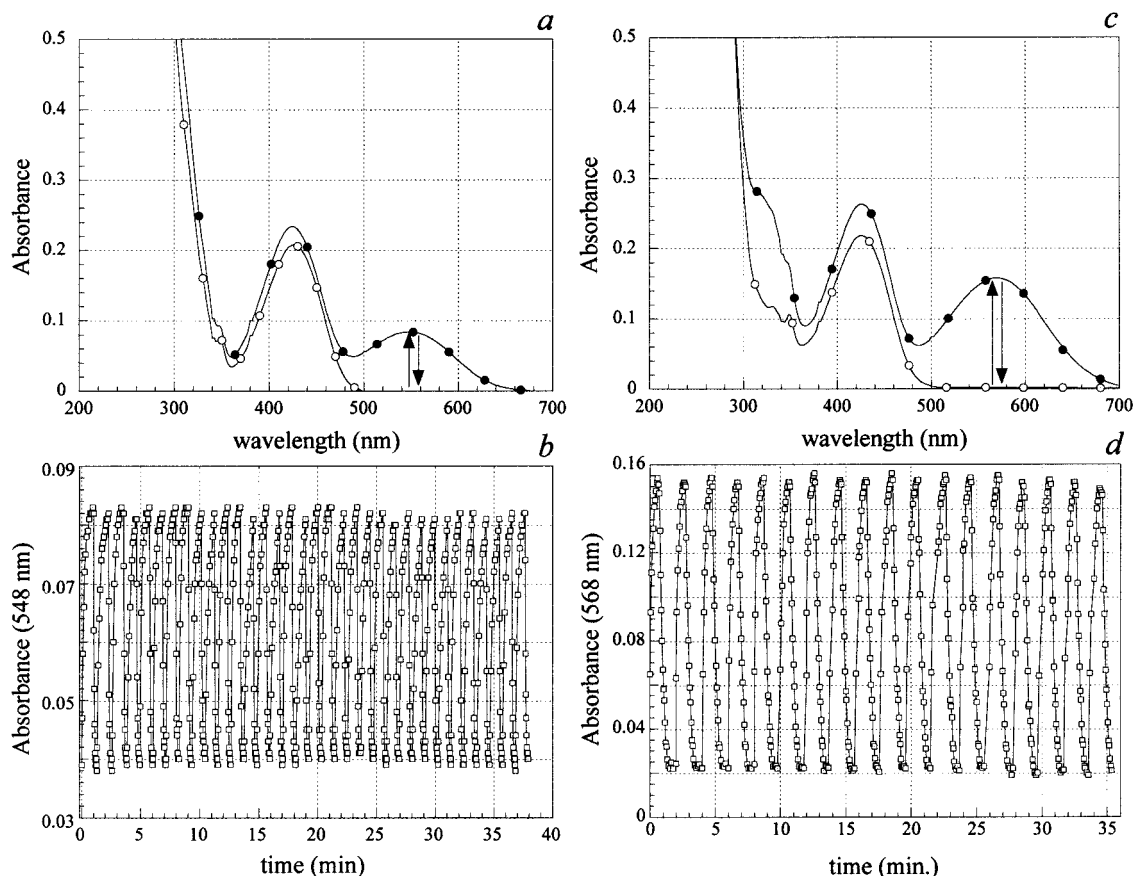 a
0.5
0.4
0.3
0.2
0.1
0
Absorbance
200 300 400 500 600 700
wavelength (nm)
c
0.5
0.4
0.3
0.2
0.1
0
Absorbance
200 300 400 500 600 700
wavelength (nm)
b
0.09
0.07
0.05
0.03
Absorbance (548 nm)
0 5 10 15 20 25 30 35 40
time (min)
d
0.16
0.12
0.08
0.04
0
Absorbance (568 nm)
0 5 10 15 20 25 30 35
time (min.)